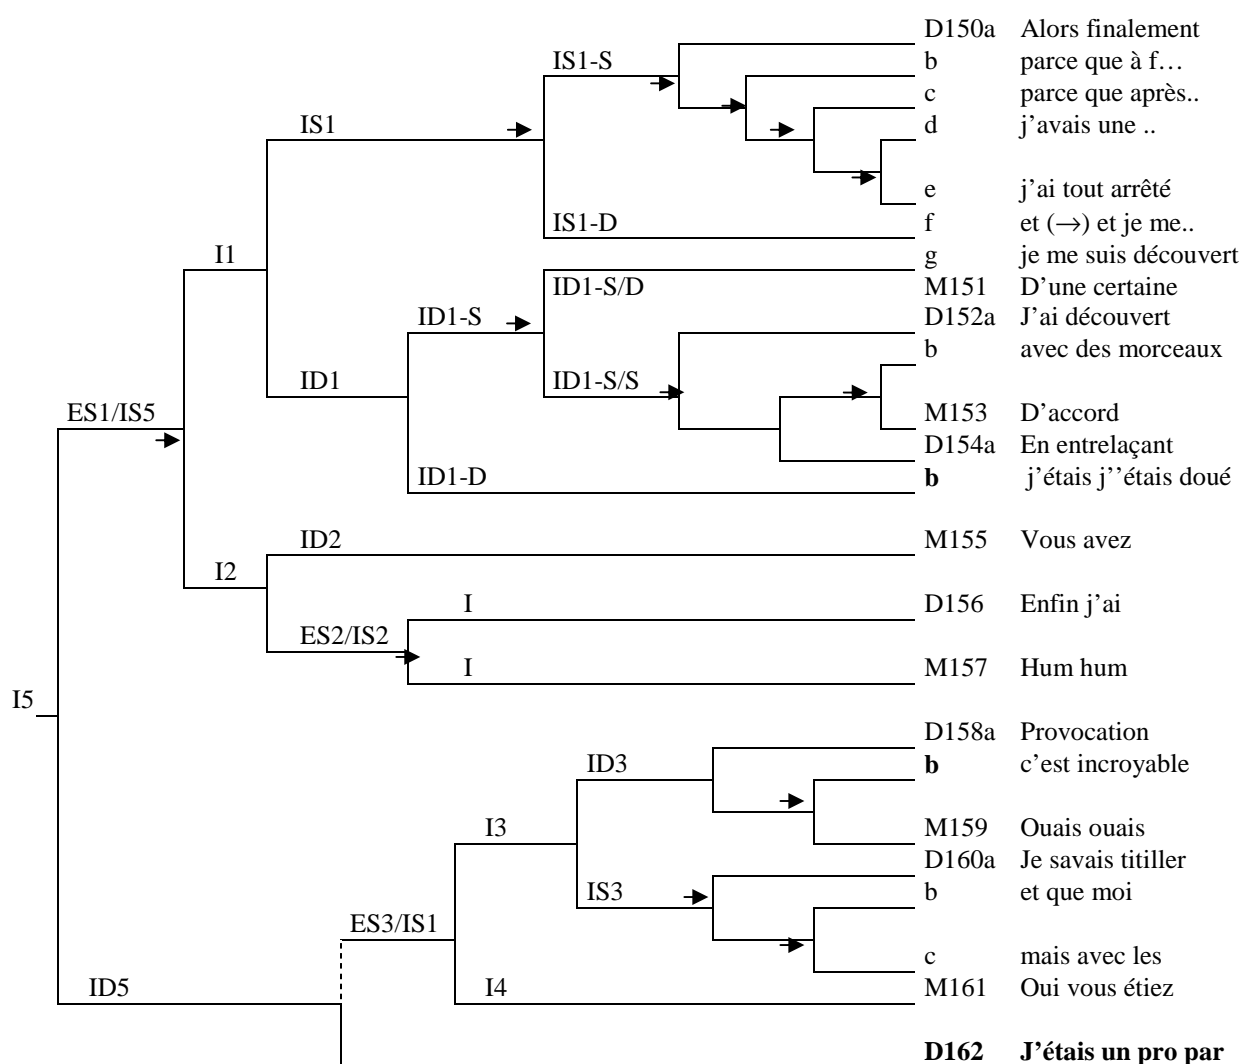 D150a Alors finalement
IS1-S b parce que à f…
c parce que après..
IS1 d j’avais une ..
e j’ai tout arrêté
IS1-D f et (→) et je me..
I1 g je me suis découvert
ID1-S/D M151 D’une certaine
ID1-S D152a J’ai découvert
b avec des morceaux
ID1 ID1-S/S
ES1/IS5 M153 D’accord
D154a En entrelaçant
ID1-D b j’étais j’’étais doué
ID2 M155 Vous avez
I2
I D156 Enfin j’ai
ES2/IS2
I M157 Hum hum
I5
D158a Provocation
ID3 b c’est incroyable
I3 M159 Ouais ouais
D160a Je savais titiller
IS3 b et que moi
ES3/IS1
c mais avec les
ID5 I4 M161 Oui vous étiez
D162 J’étais un pro par